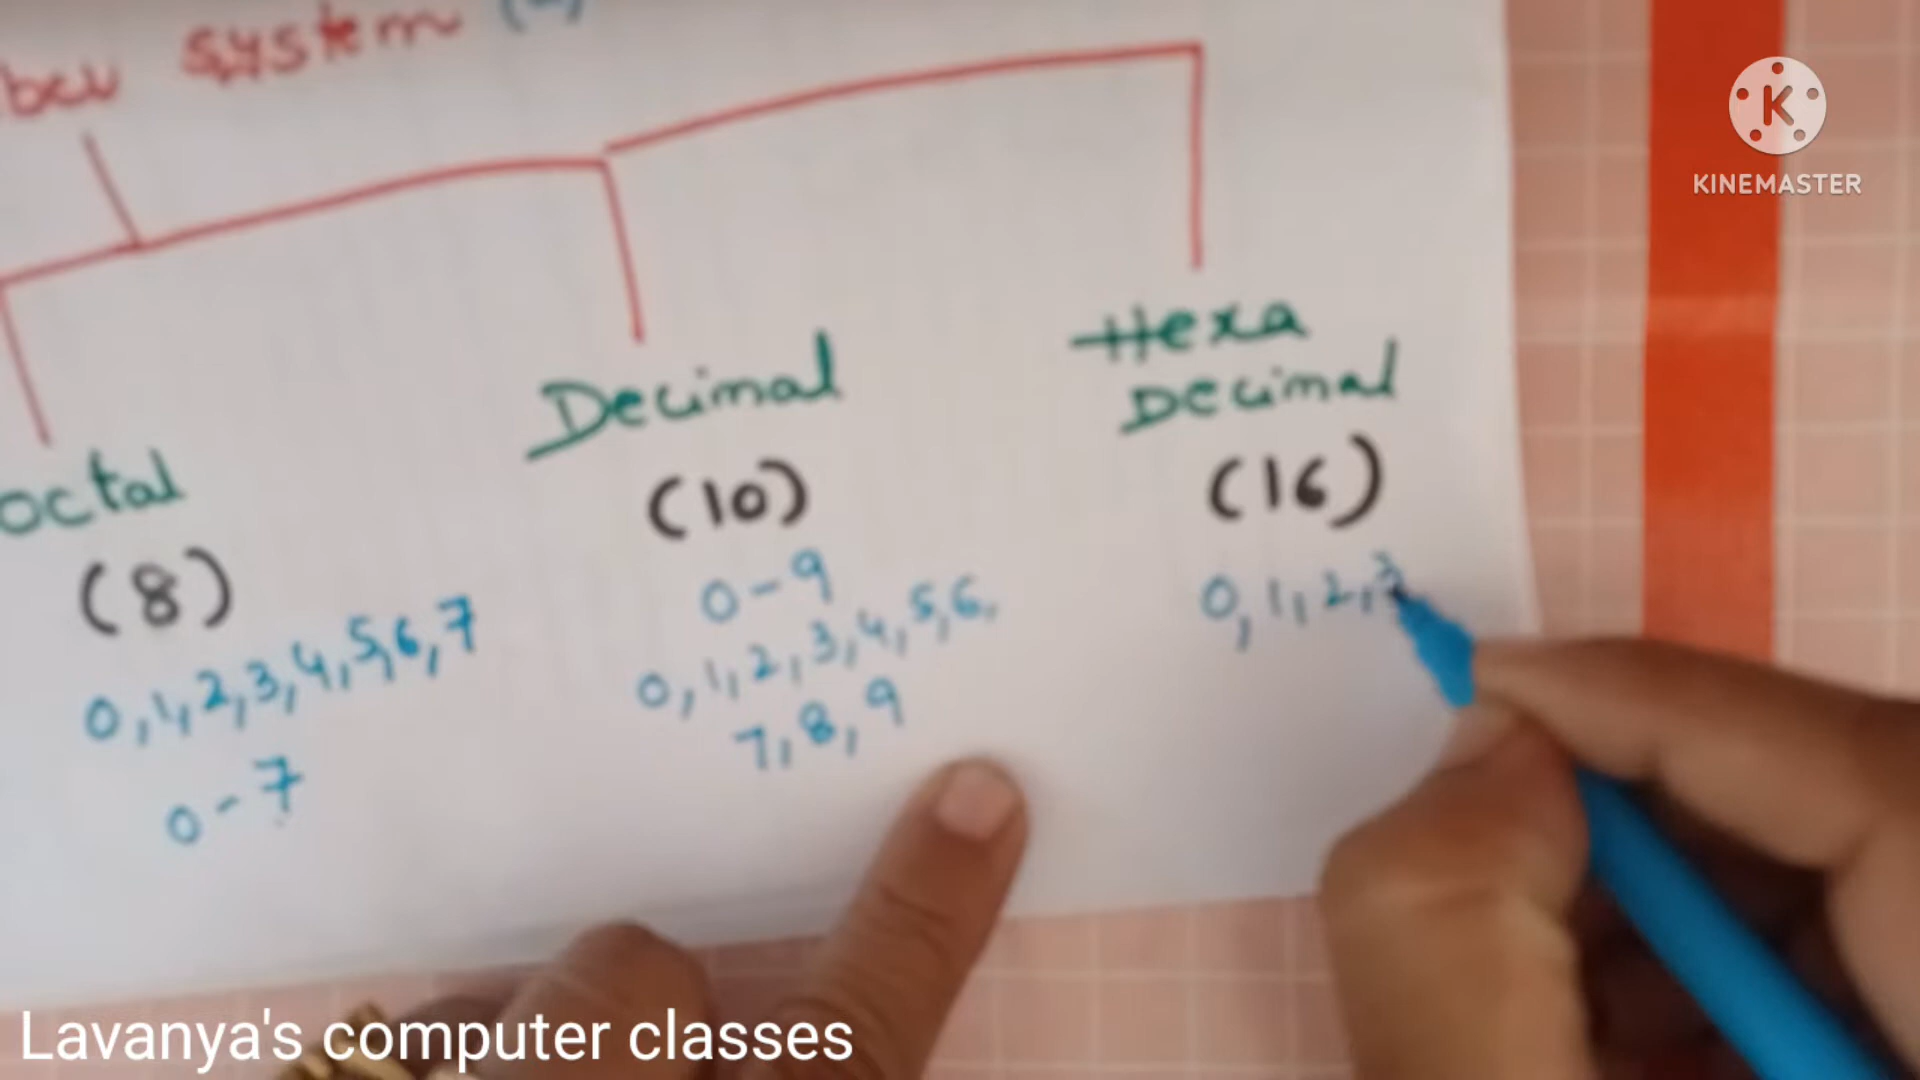 system
K
KINEMASTER
Hexa
Decimal
Decimal
octal
(16)
(10)
(8)
0, 1, 2, 3
0 - 9
0, 1, 2, 3, 4, 5, 6,
7, 8, 9
0, 1, 2, 3, 4, 5, 6, 7
0 - 7
Lavanya's computer classes